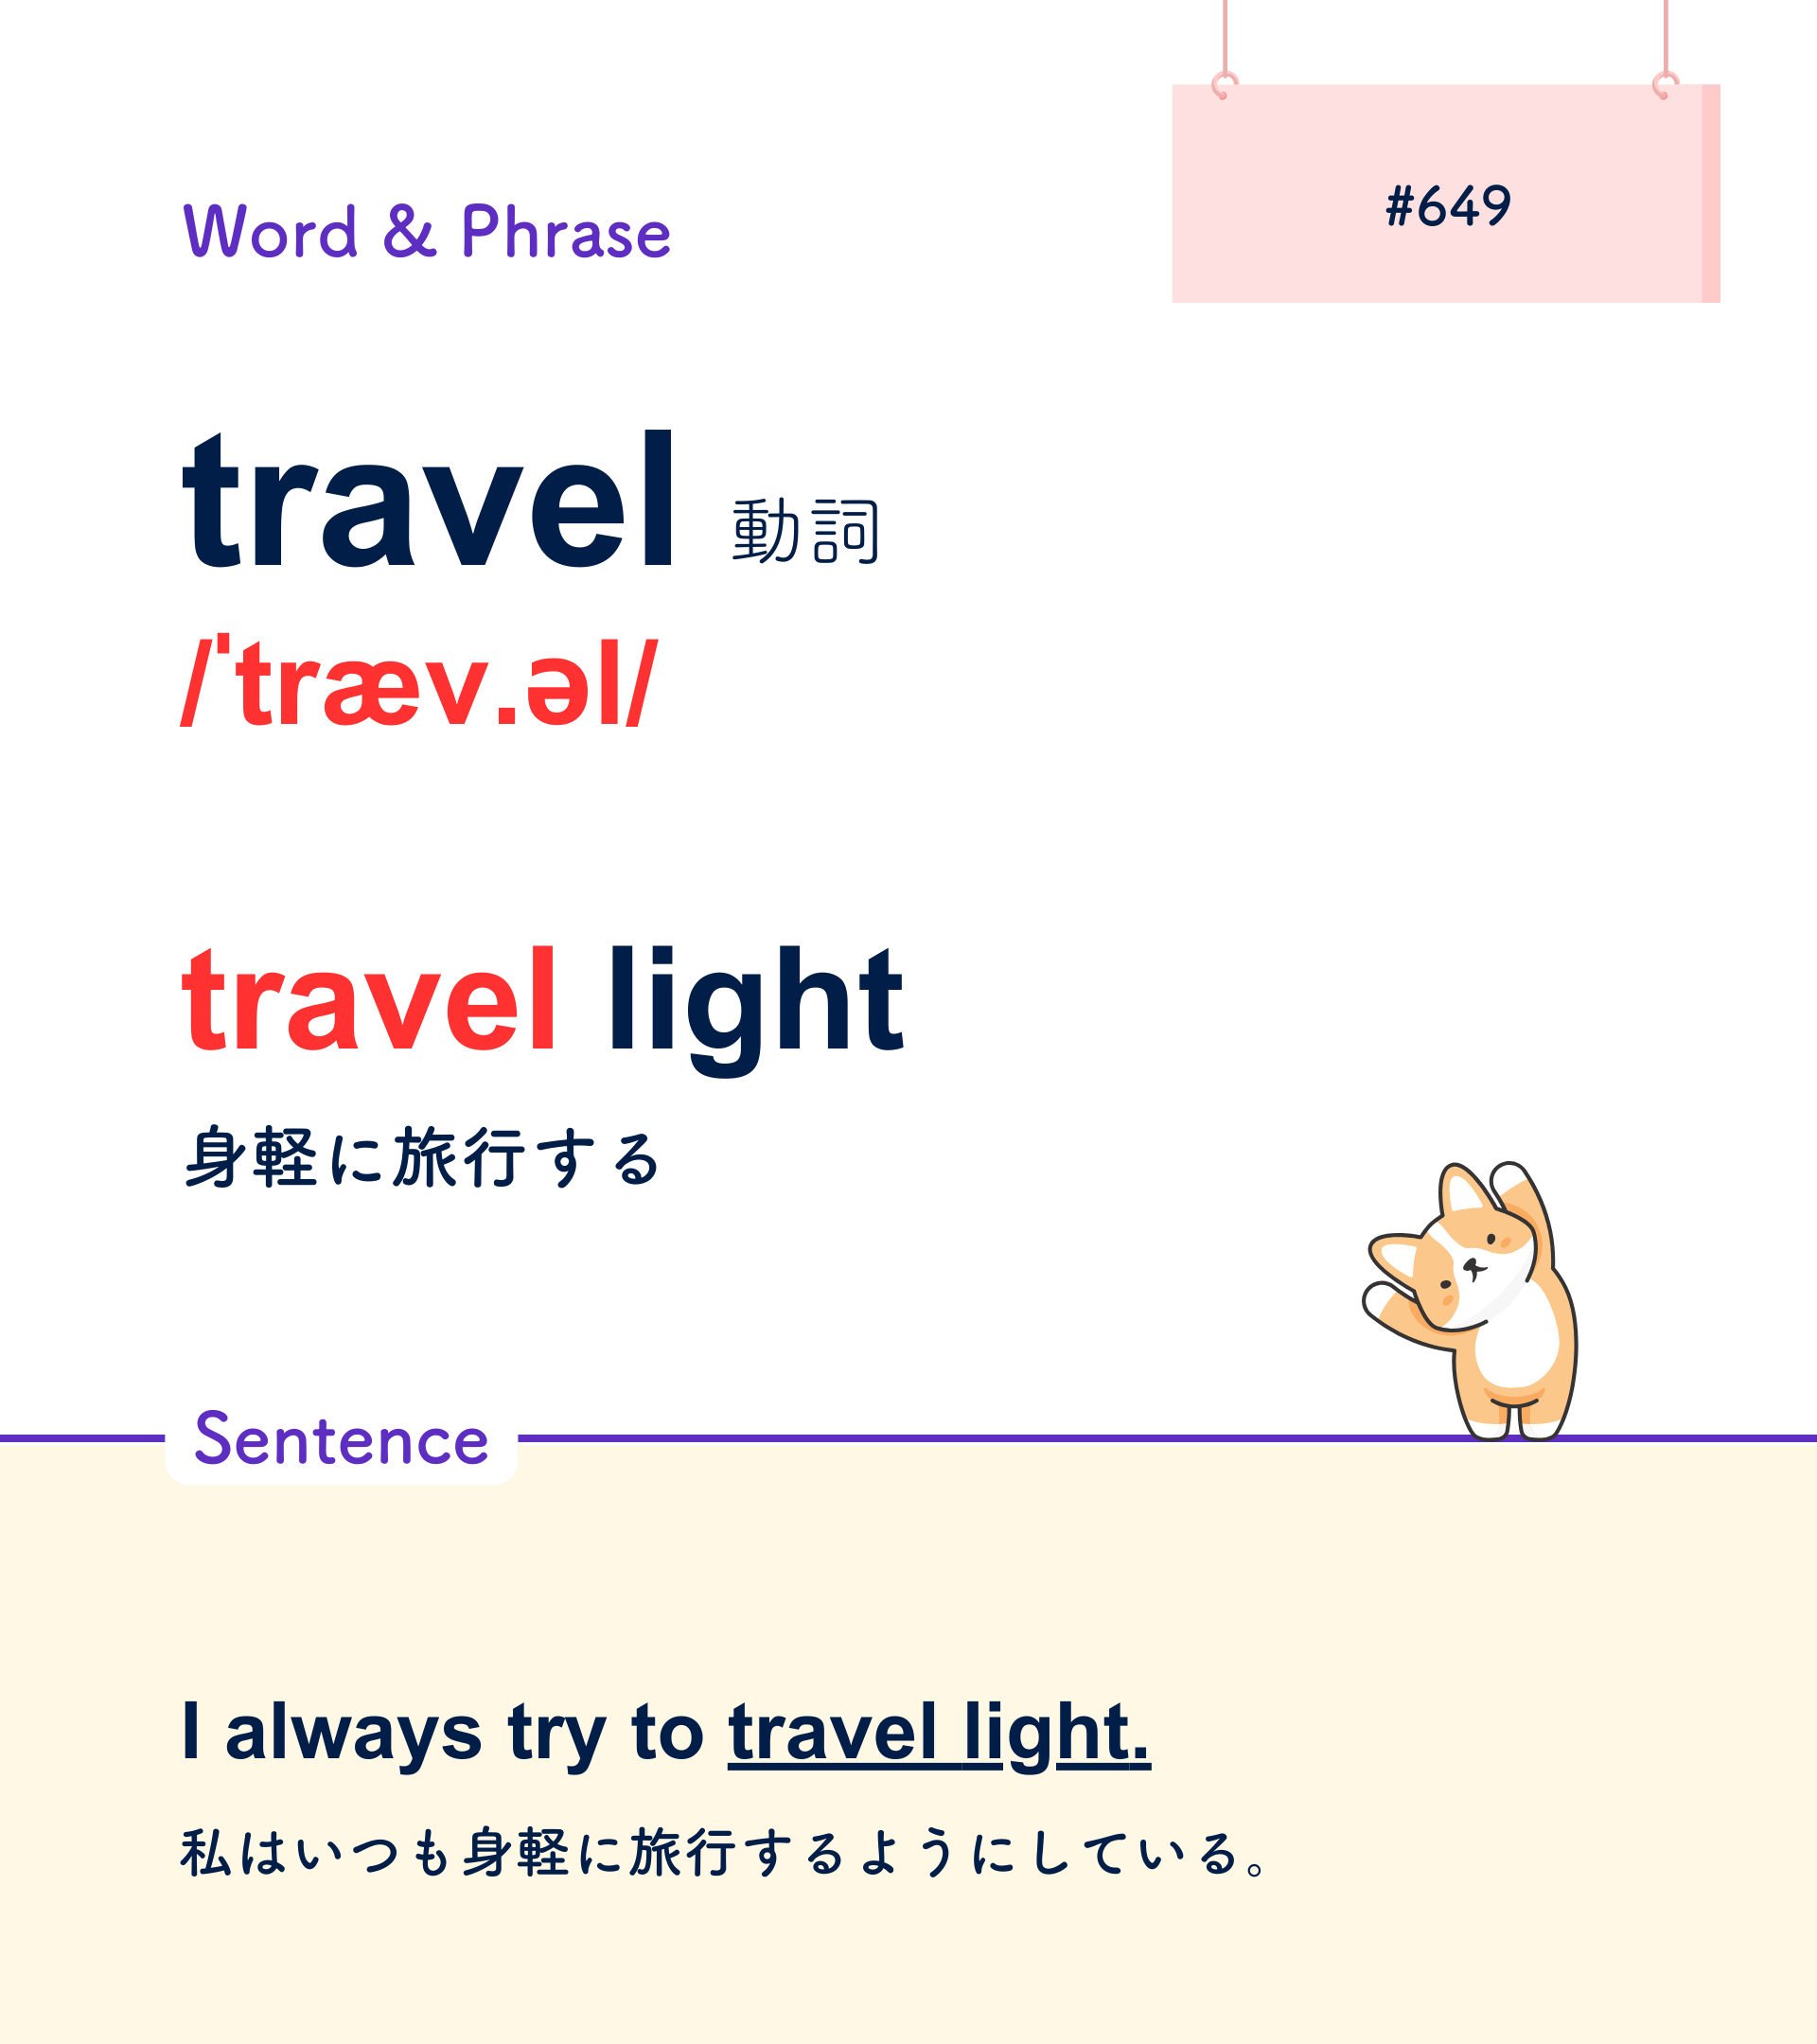 #649
Word & Phrase
travel 動詞
/ˈtræv.əl/
travel light
身軽に旅行する
Sentence
I always try to travel light.
私はいつも身軽に旅行するようにしている。